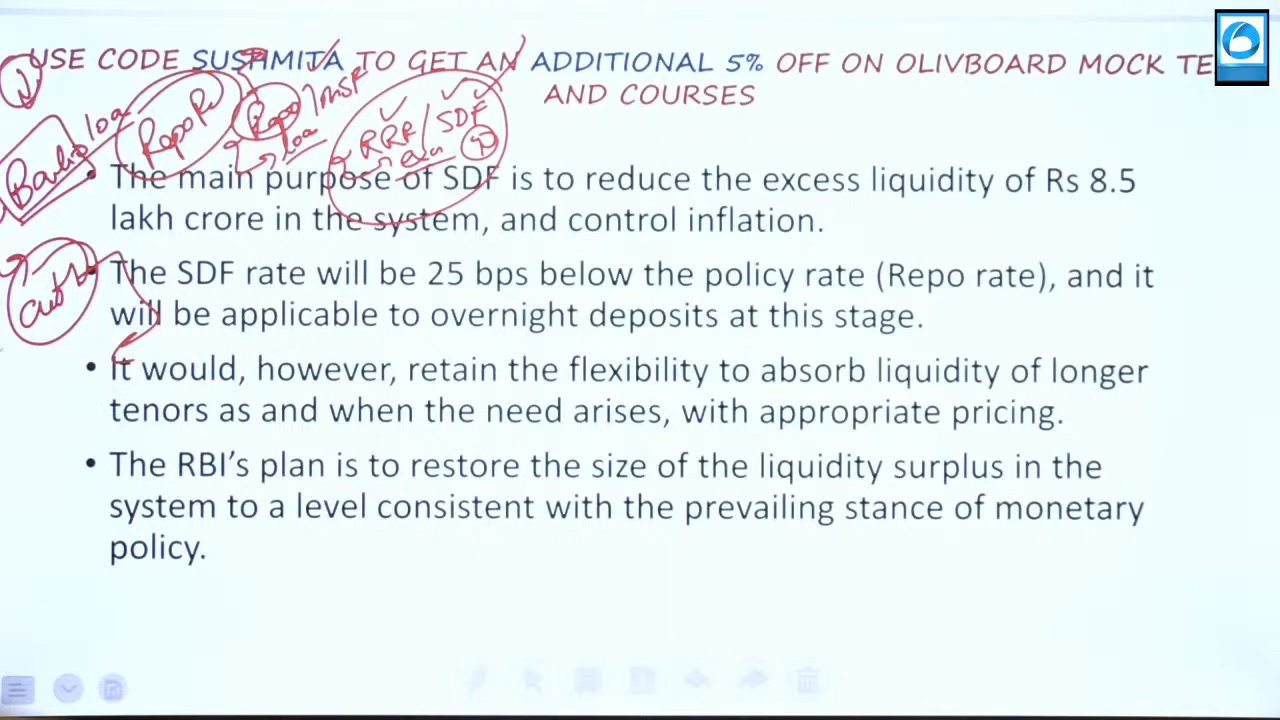 USE CODE SUSHMITA TO GET AN ADDITIONAL 5% OFF ON OLIVBOARD MOCK TE
AND COURSES
Repo R
Repo / MSF
RRR / SDF
Banks loa
loa
• The main purpose of SDF is to reduce the excess liquidity of Rs 8.5
lakh crore in the system, and control inflation.
• The SDF rate will be 25 bps below the policy rate (Repo rate), and it
will be applicable to overnight deposits at this stage.
• It would, however, retain the flexibility to absorb liquidity of longer
tenors as and when the need arises, with appropriate pricing.
• The RBI’s plan is to restore the size of the liquidity surplus in the
system to a level consistent with the prevailing stance of monetary
policy.